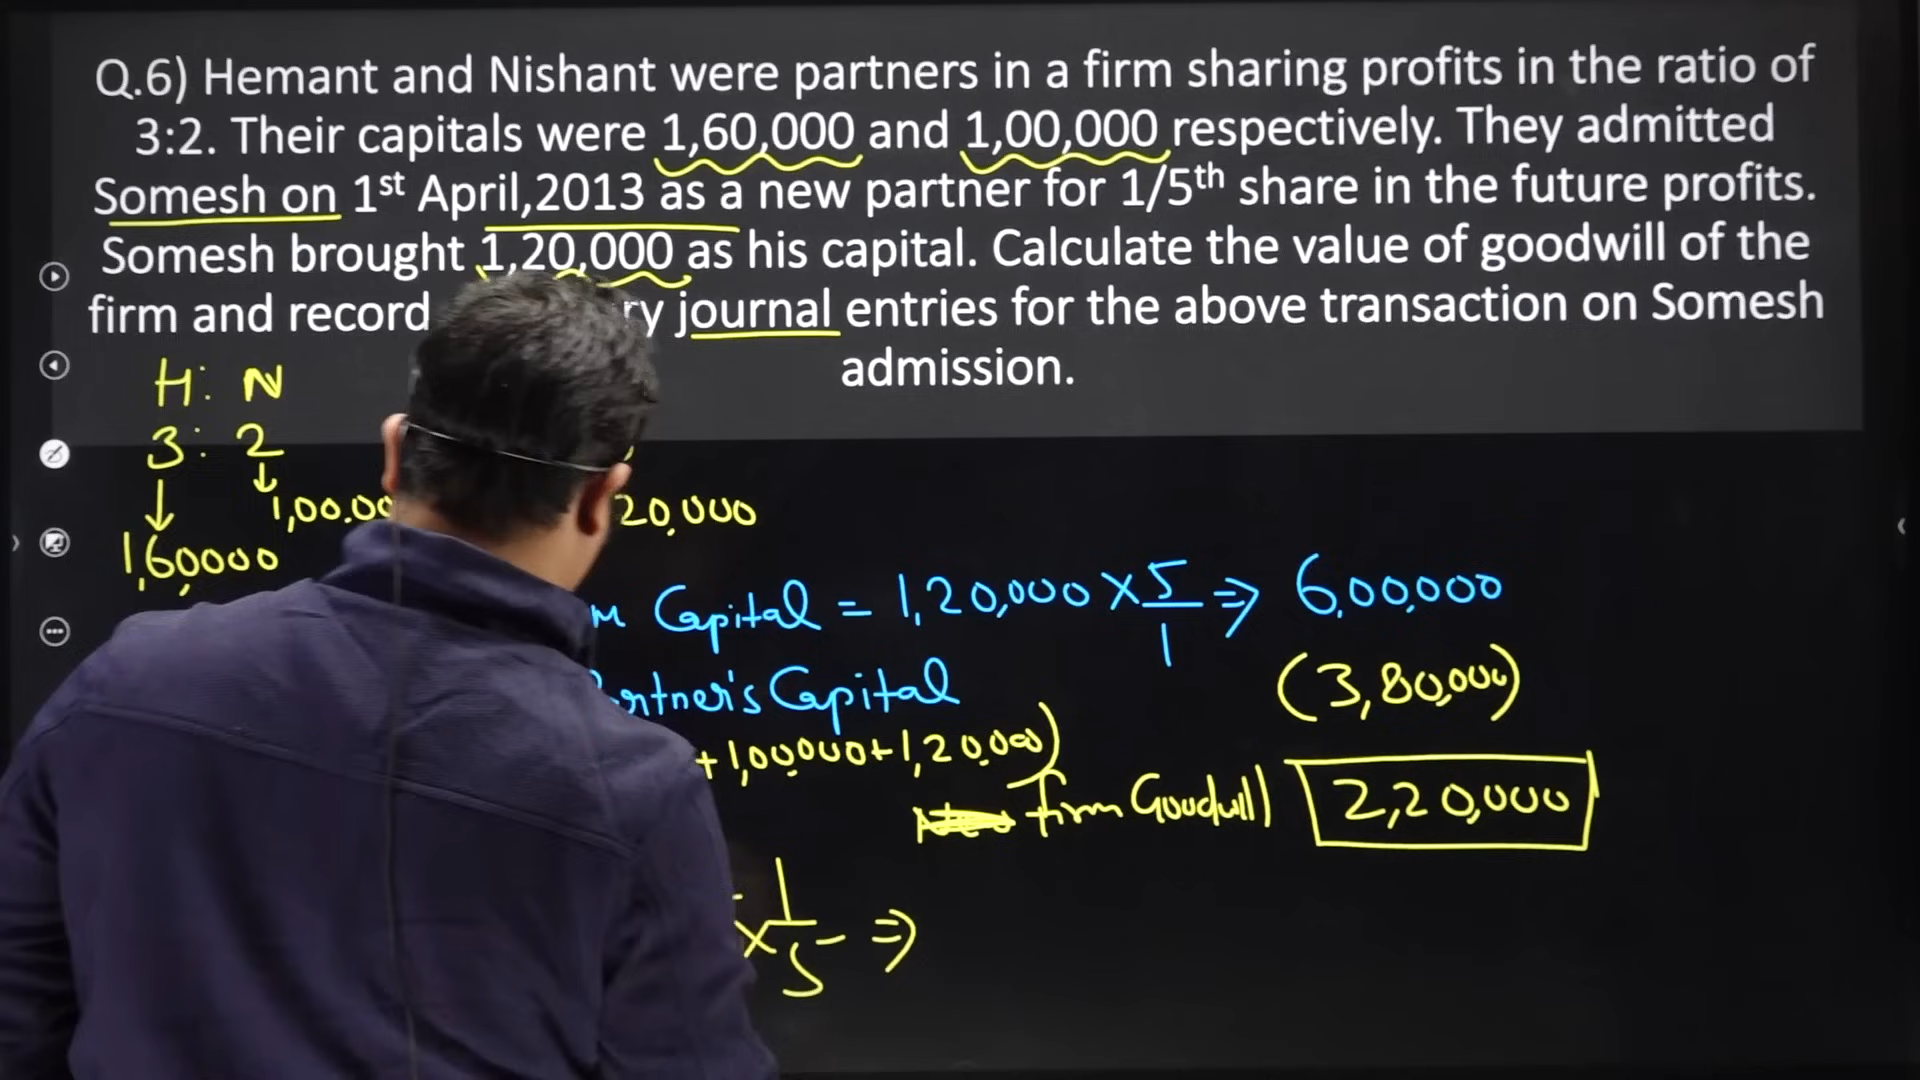 Q.6) Hemant and Nishant were partners in a firm sharing profits in the ratio of
3:2. Their capitals were 1,60,000 and 1,00,000 respectively. They admitted
Somesh on 1st April,2013 as a new partner for 1/5th share in the future profits.
Somesh brought 1,20,000 as his capital. Calculate the value of goodwill of the
firm and record journal entries for the above transaction on Somesh
admission.
H: N
3: 2
1,00.00 20,000
1,60,000
Capital = 1,20,000 × 5/1 ⇒ 6,00,000
Capital (3,80,000)
+1,00,000+1,20,000)
firm Goodwill 2,20,000
× 1/5 ⇒